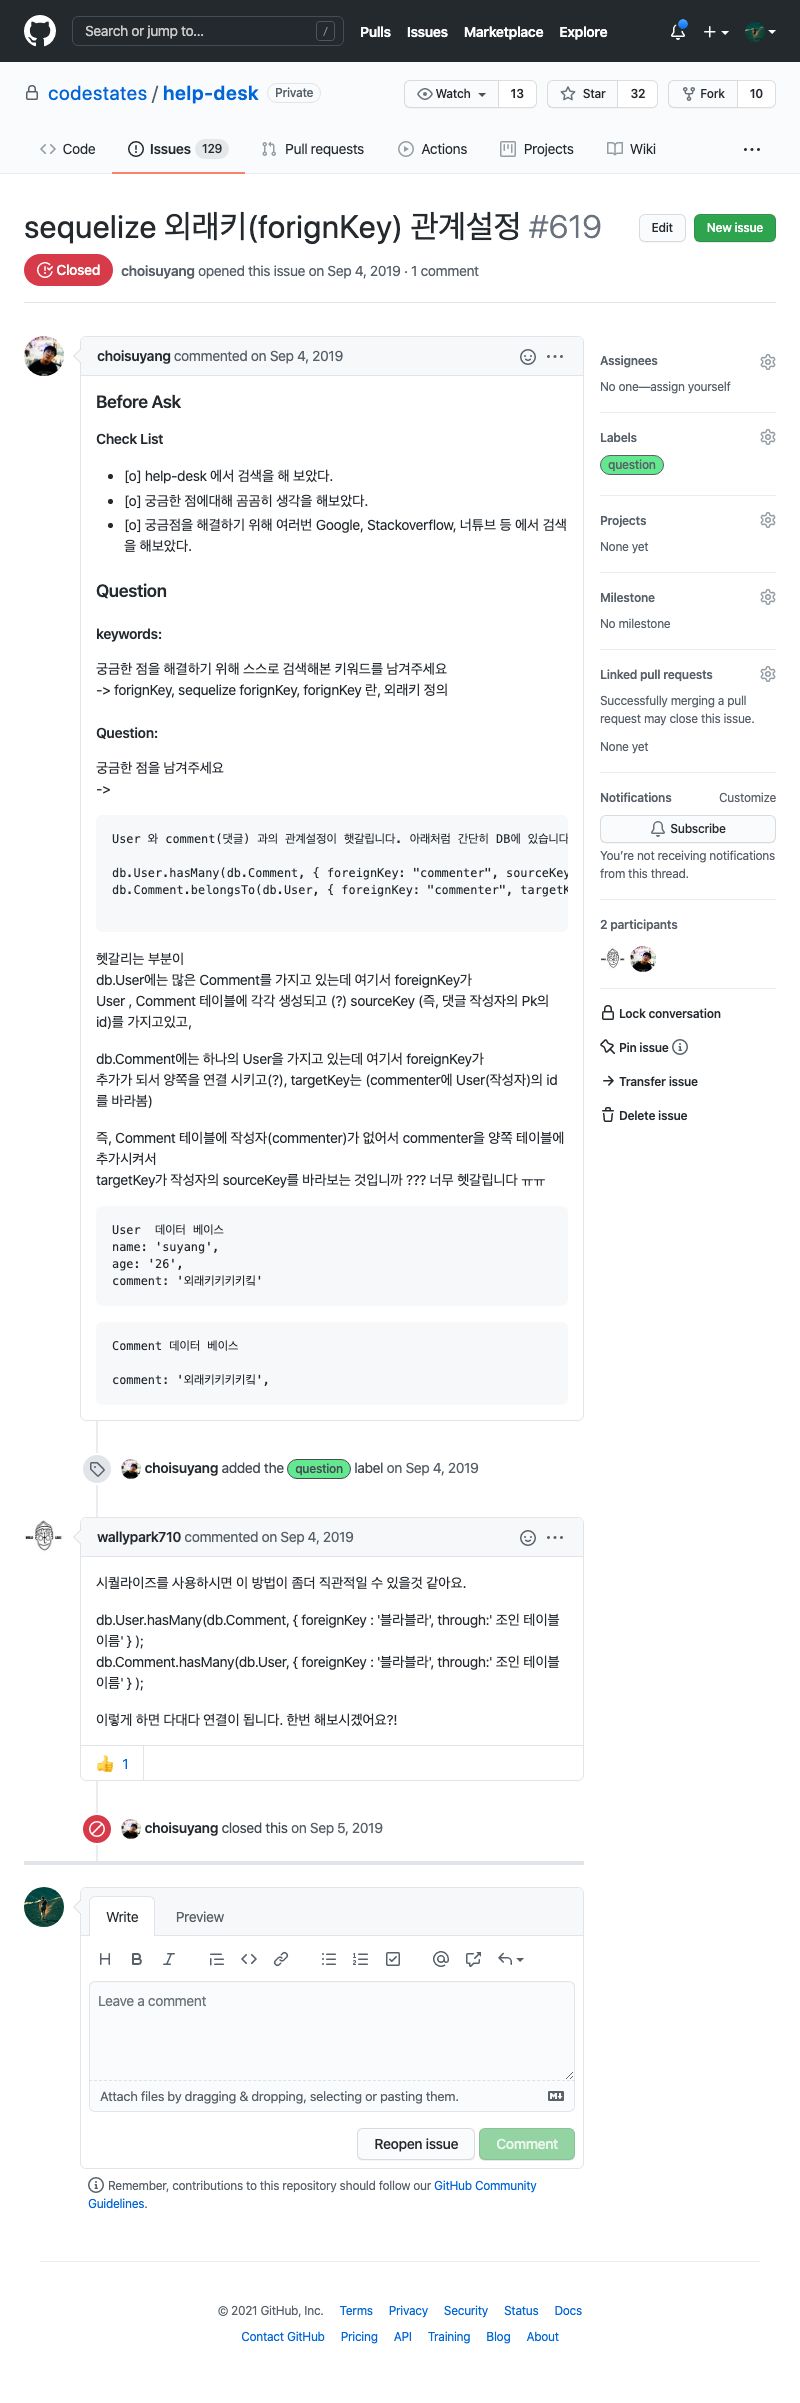 Search or jump to... /
Pulls Issues Marketplace Explore
codestates / help-desk Private
Watch 13 Star 32 Fork 10
Code Issues 129 Pull requests Actions Projects Wiki
sequelize 외래키(forignKey) 관계설정 #619
Edit New issue
Closed choisuyang opened this issue on Sep 4, 2019 · 1 comment
choisuyang commented on Sep 4, 2019
Before Ask
Check List
• [o] help-desk 에서 검색을 해 보았다.
• [o] 궁금한 점에대해 곰곰히 생각을 해보았다.
• [o] 궁금점을 해결하기 위해 여러번 Google, Stackoverflow, 너튜브 등 에서 검색
을 해보았다.
Question
keywords:
궁금한 점을 해결하기 위해 스스로 검색해본 키워드를 남겨주세요
-> forignKey, sequelize forignKey, forignKey 란, 외래키 정의
Question:
궁금한 점을 남겨주세요
->
User 와 comment(댓글) 과의 관계설정이 햇갈립니다. 아래처럼 간단히 DB에 있습니다
db.User.hasMany(db.Comment, { foreignKey: "commenter", sourceKey
db.Comment.belongsTo(db.User, { foreignKey: "commenter", targetK
헷갈리는 부분이
db.User에는 많은 Comment를 가지고 있는데 여기서 foreignKey가
User , Comment 테이블에 각각 생성되고 (?) sourceKey (즉, 댓글 작성자의 Pk의
id)를 가지고있고,
db.Comment에는 하나의 User을 가지고 있는데 여기서 foreignKey가
추가가 되서 양쪽을 연결 시키고(?), targetKey는 (commenter에 User(작성자)의 id
를 바라봄)
즉, Comment 테이블에 작성자(commenter)가 없어서 commenter을 양쪽 테이블에
추가시켜서
targetKey가 작성자의 sourceKey를 바라보는 것입니까 ??? 너무 헷갈립니다 ㅠㅠ
User 데이터 베이스
name: 'suyang',
age: '26',
comment: '외래키키키키킼'
Comment 데이터 베이스
comment: '외래키키키키킼',
choisuyang added the question label on Sep 4, 2019
wallypark710 commented on Sep 4, 2019
시퀄라이즈를 사용하시면 이 방법이 좀더 직관적일 수 있을것 같아요.
db.User.hasMany(db.Comment, { foreignKey : '블라블라', through:' 조인 테이블
이름' } );
db.Comment.hasMany(db.User, { foreignKey : '블라블라', through:' 조인 테이블
이름' } );
이렇게 하면 다대다 연결이 됩니다. 한번 해보시겠어요?!
👍 1
choisuyang closed this on Sep 5, 2019
Write Preview
Leave a comment
Attach files by dragging & dropping, selecting or pasting them.
Reopen issue Comment
Remember, contributions to this repository should follow our GitHub Community
Guidelines.
Assignees
No one—assign yourself
Labels
question
Projects
None yet
Milestone
No milestone
Linked pull requests
Successfully merging a pull
request may close this issue.
None yet
Notifications Customize
Subscribe
You're not receiving notifications
from this thread.
2 participants
Lock conversation
Pin issue
Transfer issue
Delete issue
© 2021 GitHub, Inc. Terms Privacy Security Status Docs
Contact GitHub Pricing API Training Blog About